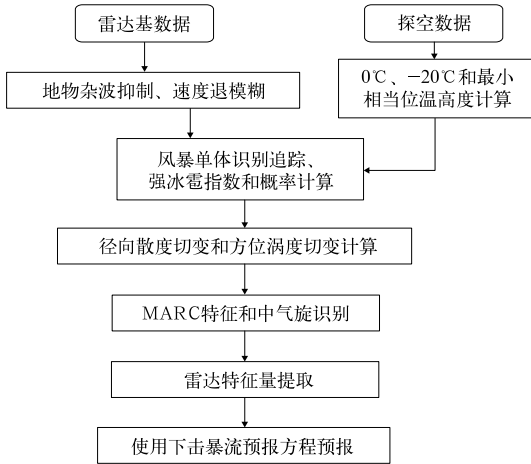 雷达基数据
探空数据
地物杂波抑制、速度退模糊
0℃、-20℃和最小
相当位温高度计算
风暴单体识别追踪、
强冰雹指数和概率计算
径向散度切变和方位涡度切变计算
MARC特征和中气旋识别
雷达特征量提取
使用下击暴流预报方程预报